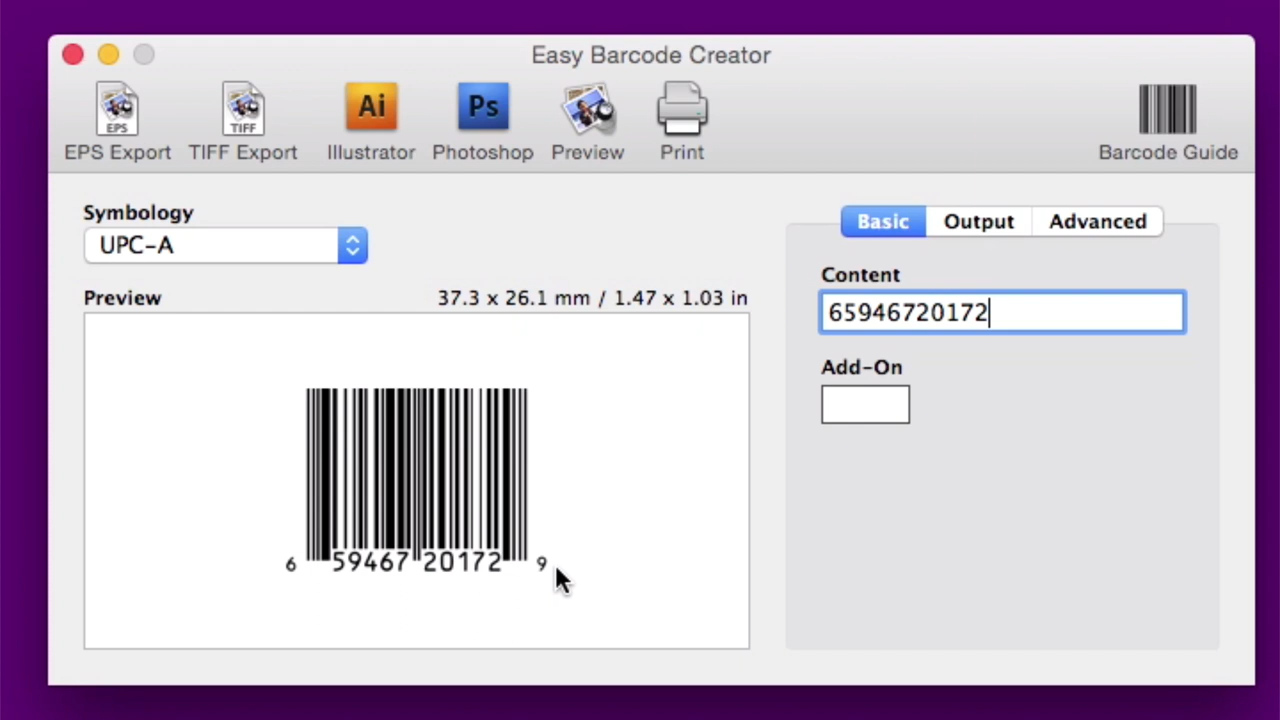 Easy Barcode Creator
EPS
TIFF
Ai
Ps
EPS Export
TIFF Export
Illustrator
Photoshop
Preview
Print
Barcode Guide
Symbology
UPC-A
Preview
37.3 x 26.1 mm / 1.47 x 1.03 in
6 59467 20172 9
Basic
Output
Advanced
Content
65946720172
Add-On